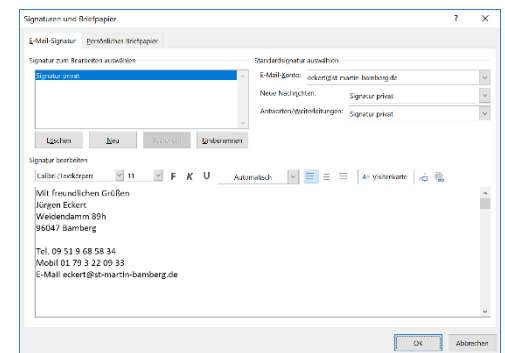 Signaturen und Briefpapier ? ×
E-Mail-Signatur Persönliches Briefpapier
Signatur zum Bearbeiten auswählen Standardsignatur auswählen
Signatur privat E-Mail-Konto: eckert@st-martin-bamberg.de
Neue Nachrichten: Signatur privat
Antworten/Weiterleitungen: Signatur privat
Löschen Neu Umbenennen
Signatur bearbeiten
Calibri (Textkörper) 11 F K U Automatisch Visitenkarte
Mit freundlichen Grüßen
Jürgen Eckert
Weidendamm 89h
96047 Bamberg
Tel. 09 51 9 68 58 34
Mobil 01 79 3 22 09 33
E-Mail eckert@st-martin-bamberg.de
OK Abbrechen